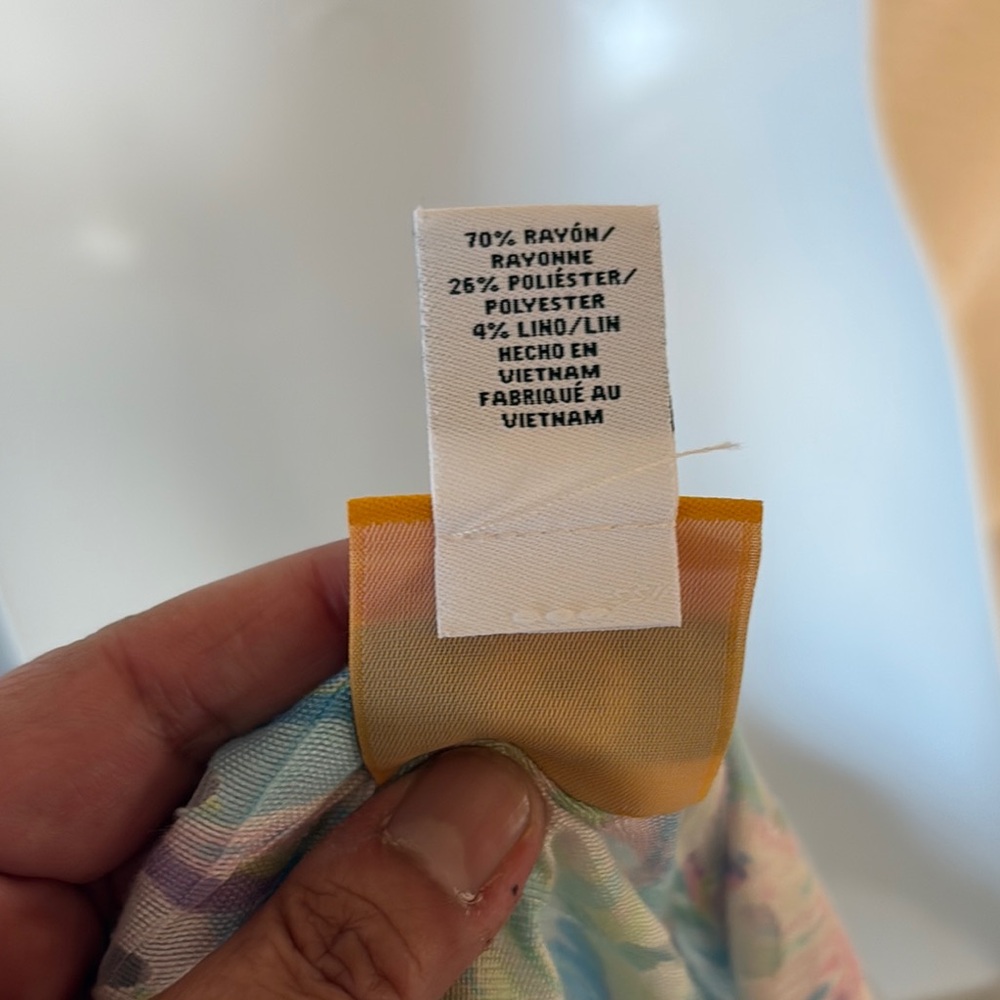 70% RAYÓN/
RAYONNE
26% POLIÉSTER/
POLYESTER
4% LINO/LIN
HECHO EN
VIETNAM
FABRIQUÉ AU
VIETNAM